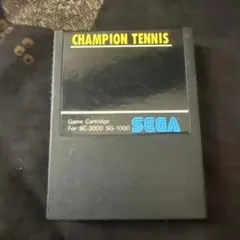 CHAMPION TENNIS
Game Cartridge
For SC-3000 SG-1000
SEGA